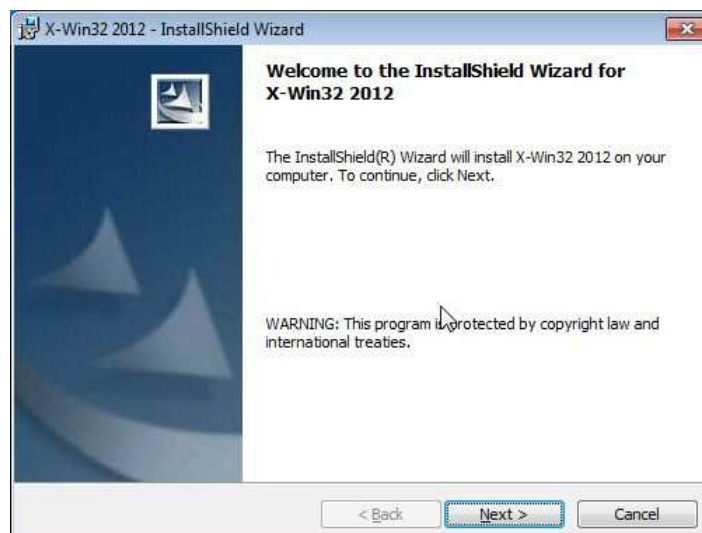 X-Win32 2012 - InstallShield Wizard
Welcome to the InstallShield Wizard for
X-Win32 2012
The InstallShield(R) Wizard will install X-Win32 2012 on your
computer. To continue, click Next.
WARNING: This program is protected by copyright law and
international treaties.
< Back
Next >
Cancel